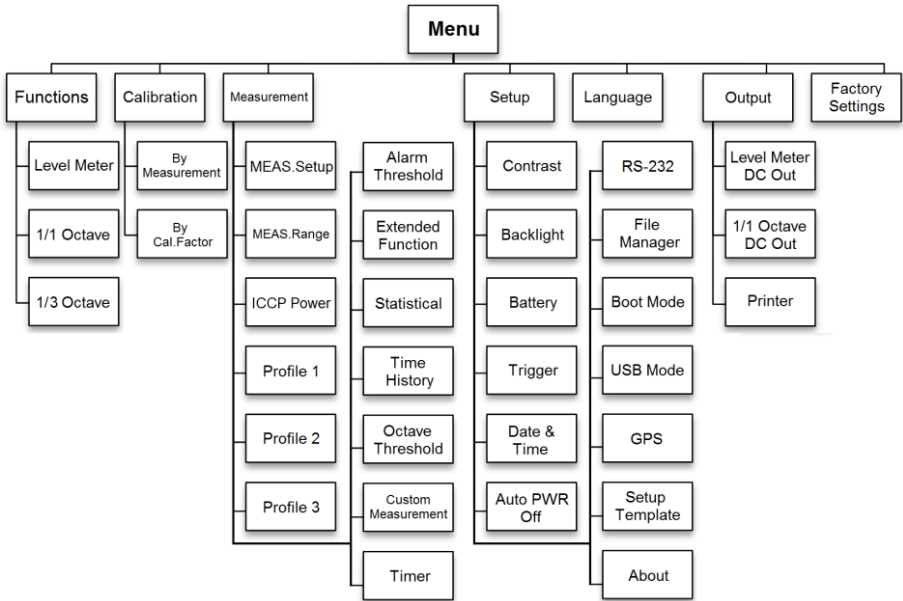 Menu
Functions
Calibration
Measurement
Setup
Language
Output
Factory
Settings
Level Meter
1/1 Octave
1/3 Octave
By
Measurement
By
Cal.Factor
MEAS.Setup
MEAS.Range
ICCP Power
Profile 1
Profile 2
Profile 3
Alarm
Threshold
Extended
Function
Statistical
Time
History
Octave
Threshold
Custom
Measurement
Timer
Contrast
Backlight
Battery
Trigger
Date &
Time
Auto PWR
Off
RS-232
File
Manager
Boot Mode
USB Mode
GPS
Setup
Template
About
Level Meter
DC Out
1/1 Octave
DC Out
Printer